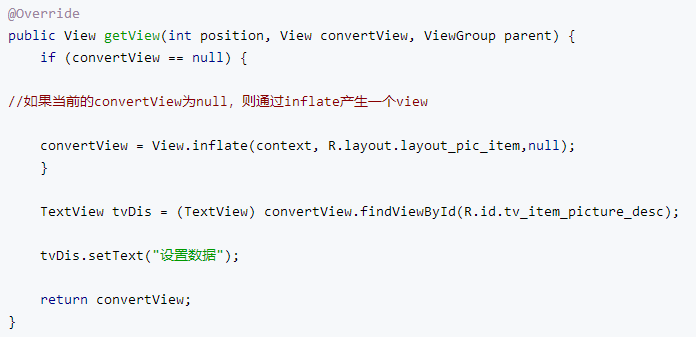 @Override
public View getView(int position, View convertView, ViewGroup parent) {
if (convertView == null) {
//如果当前的convertView为null，则通过inflate产生一个view
convertView = View.inflate(context, R.layout.layout_pic_item,null);
}
TextView tvDis = (TextView) convertView.findViewById(R.id.tv_item_picture_desc);
tvDis.setText("设置数据");
return convertView;
}